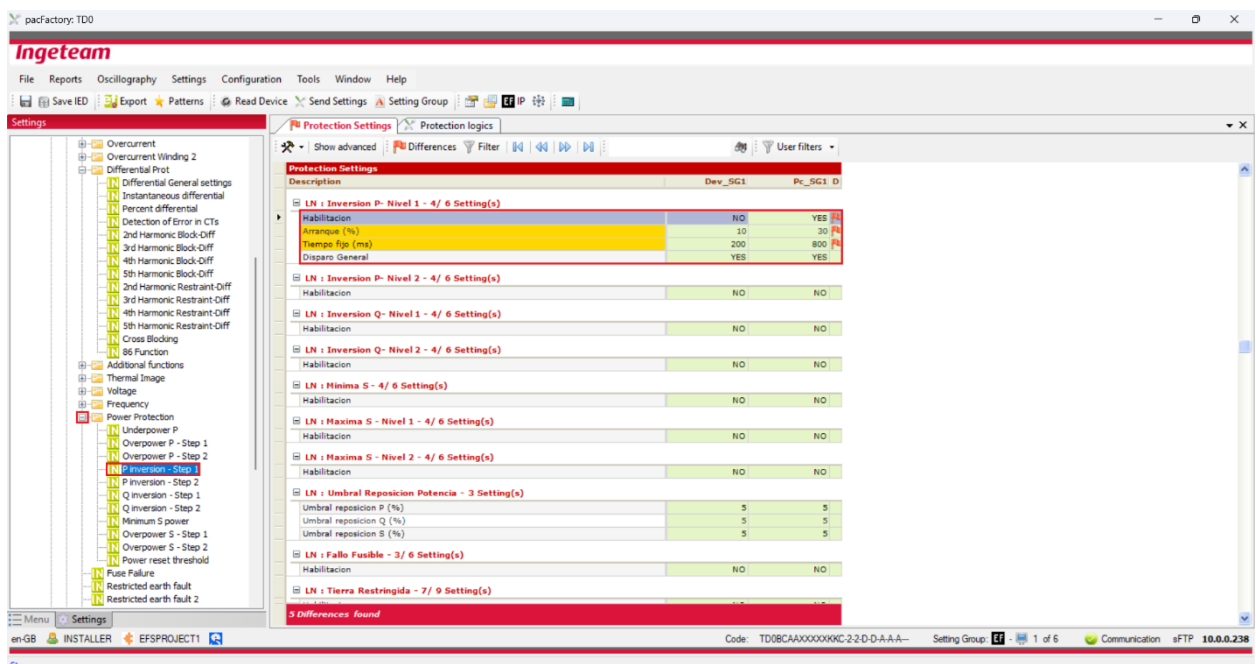 pacFactory: TD0
Ingeteam
File Reports Oscillography Settings Configuration Tools Window Help
Save IED Export Patterns Read Device Send Settings Setting Group EF IP
Settings
Overcurrent
Overcurrent Winding 2
Differential Prot
Differential General settings
Instantaneous differential
Percent differential
Detection of Error in CTs
2nd Harmonic Block-Diff
3rd Harmonic Block-Diff
4th Harmonic Block-Diff
5th Harmonic Block-Diff
2nd Harmonic Restraint-Diff
3rd Harmonic Restraint-Diff
4th Harmonic Restraint-Diff
5th Harmonic Restraint-Diff
Cross Blocking
86 Function
Additional functions
Thermal Image
Voltage
Frequency
Power Protection
Underpower P
Overpower P - Step 1
Overpower P - Step 2
P inversion - Step 1
P inversion - Step 2
Q inversion - Step 1
Q inversion - Step 2
Minimum S power
Overpower S - Step 1
Overpower S - Step 2
Power reset threshold
Fuse Failure
Restricted earth fault
Restricted earth fault 2
Menu Settings
Protection Settings Protection logics
Show advanced Differences Filter User filters
Protection Settings
Description Dev_SG1 Pc_SG1 D
LN : Inversion P- Nivel 1 - 4/ 6 Setting(s)
Habilitacion NO YES
Arranque (%) 10 30
Tiempo fijo (ms) 200 800
Disparo General YES YES
LN : Inversion P- Nivel 2 - 4/ 6 Setting(s)
Habilitacion NO NO
LN : Inversion Q- Nivel 1 - 4/ 6 Setting(s)
Habilitacion NO NO
LN : Inversion Q- Nivel 2 - 4/ 6 Setting(s)
Habilitacion NO NO
LN : Minima S - 4/ 6 Setting(s)
Habilitacion NO NO
LN : Maxima S - Nivel 1 - 4/ 6 Setting(s)
Habilitacion NO NO
LN : Maxima S - Nivel 2 - 4/ 6 Setting(s)
Habilitacion NO NO
LN : Umbral Reposicion Potencia - 3 Setting(s)
Umbral reposicion P (%) 5 5
Umbral reposicion Q (%) 5 5
Umbral reposicion S (%) 5 5
LN : Fallo Fusible - 3/ 6 Setting(s)
Habilitacion NO NO
LN : Tierra Restringida - 7/ 9 Setting(s)
5 Differences found
en-GB INSTALLER EFSPROJECT1 Code: TD0BCAAXXXXXKKC-2-2-D-D-A-A-A-- Setting Group: EF - 1 of 6 Communication sFTP 10.0.0.238